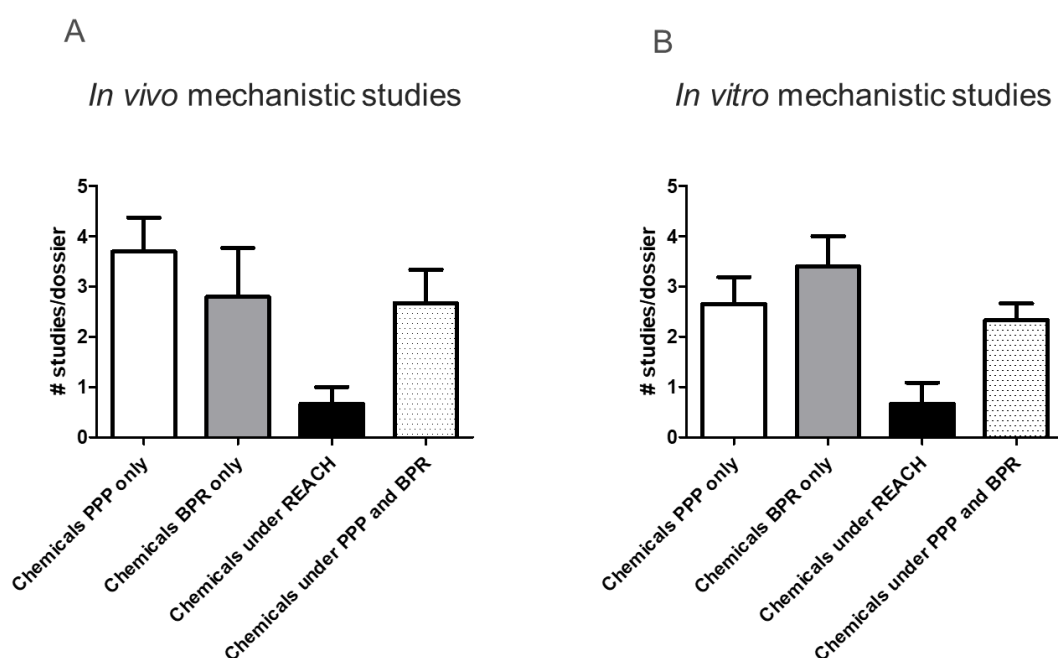 A
In vivo mechanistic studies
# studies/dossier
5
4
3
2
1
0
Chemicals PPP only
Chemicals BPR only
Chemicals under REACH
Chemicals under PPP and BPR
B
In vitro mechanistic studies
# studies/dossier
5
4
3
2
1
0
Chemicals PPP only
Chemicals BPR only
Chemicals under REACH
Chemicals under PPP and BPR